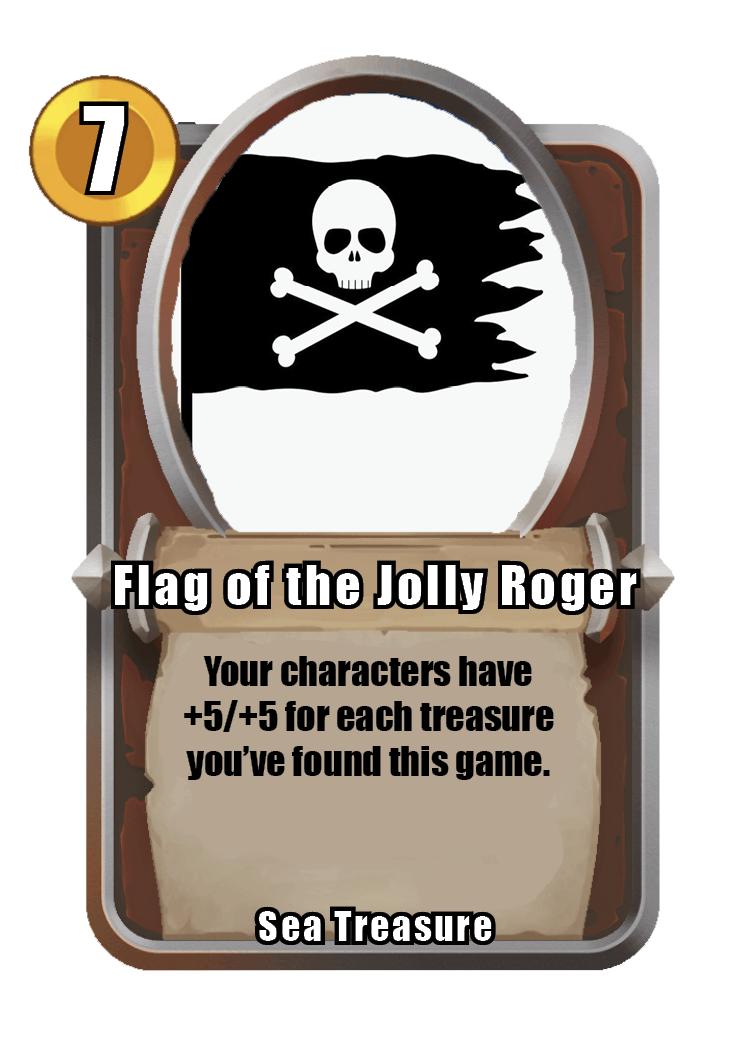 7
Flag of the Jolly Roger
Your characters have
+5/+5 for each treasure
you’ve found this game.
Sea Treasure